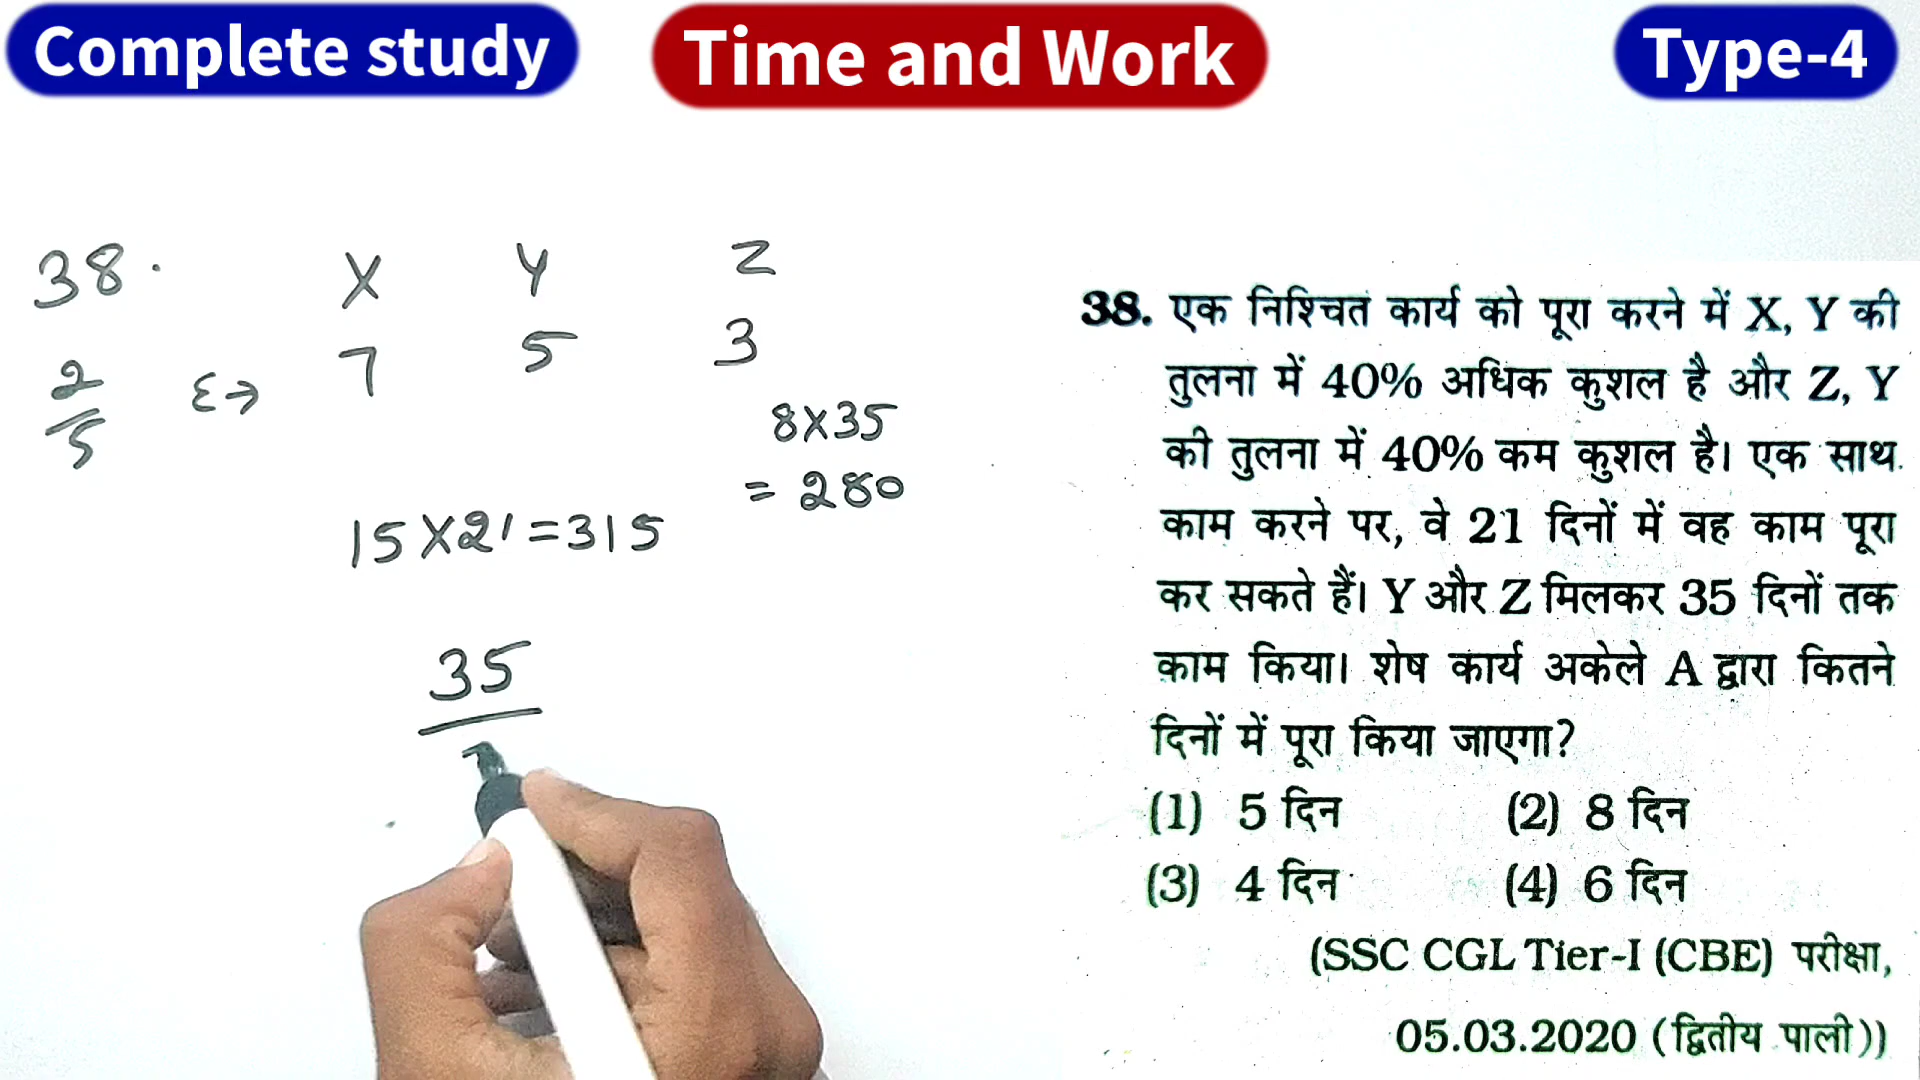 Complete study
Time and Work
Type-4
38. X Y Z
2/5 ε→ 7 5 3
8×35
= 280
15×21=315
35
38. एक निश्चित कार्य को पूरा करने में X, Y की
तुलना में 40% अधिक कुशल है और Z, Y
की तुलना में 40% कम कुशल है। एक साथ
काम करने पर, वे 21 दिनों में वह काम पूरा
कर सकते हैं। Y और Z मिलकर 35 दिनों तक
काम किया। शेष कार्य अकेले A द्वारा कितने
दिनों में पूरा किया जाएगा?
(1) 5 दिन (2) 8 दिन
(3) 4 दिन (4) 6 दिन
(SSC CGL Tier-I (CBE) परीक्षा,
05.03.2020 (द्वितीय पाली))